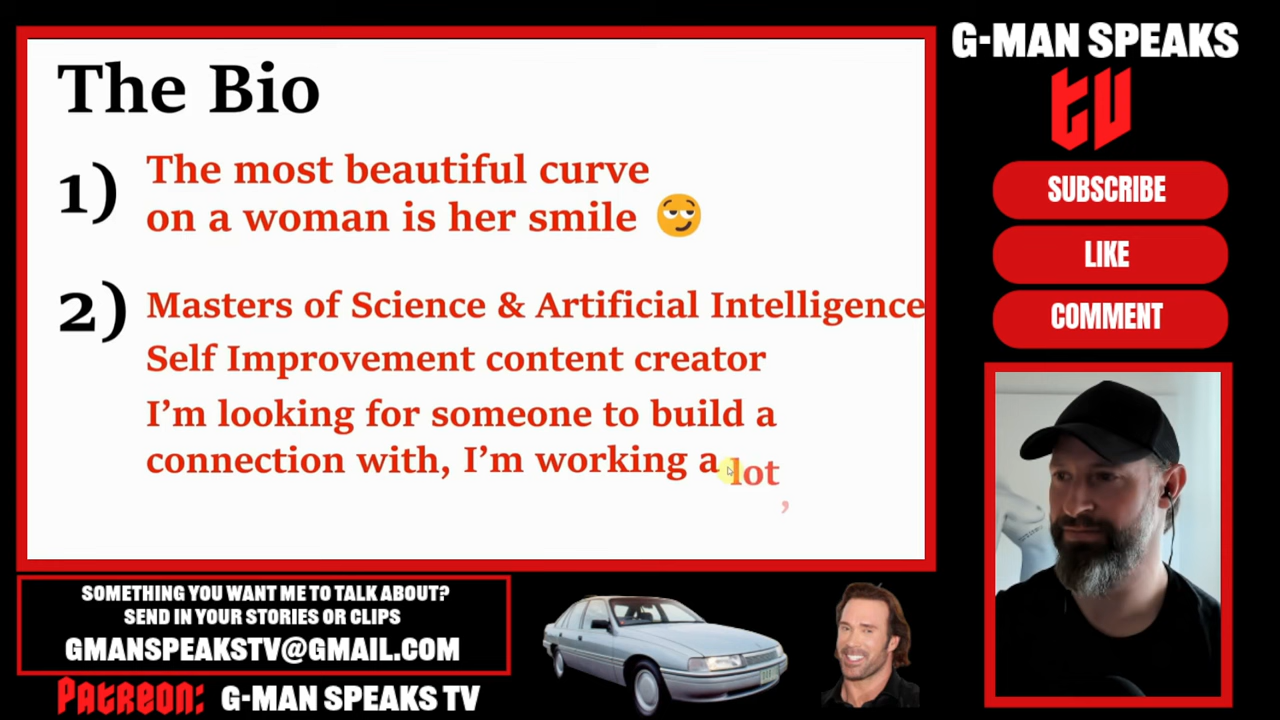 The Bio
1) The most beautiful curve
on a woman is her smile 😏
2) Masters of Science & Artificial Intelligence
Self Improvement content creator
I'm looking for someone to build a
connection with, I'm working a lot
,
G-MAN SPEAKS
tv
SUBSCRIBE
LIKE
COMMENT
SOMETHING YOU WANT ME TO TALK ABOUT?
SEND IN YOUR STORIES OR CLIPS
GMANSPEAKSTV@GMAIL.COM
PATREON: G-MAN SPEAKS TV